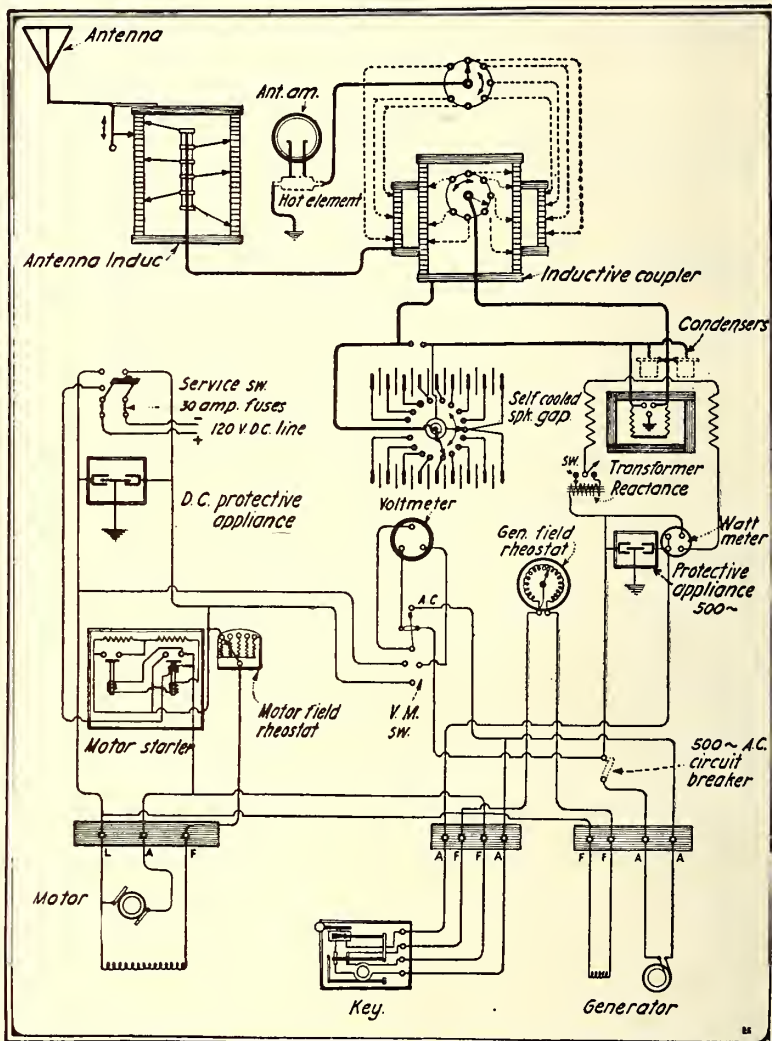 Antenna
Ant. am.
Hot element
Antenna Induc
Inductive coupler
Condensers
Service sw.
30 amp. fuses
-
120 V.D.C. line
+
Self cooled
spk. gap.
D.C. protective
appliance
sw.
Transformer
Reactance
Voltmeter
Watt
meter
Gen. field
rheostat
Protective
appliance
500~
A.C.
Motor starter
Motor field
rheostat
V. M.
sw.
500~ A.C.
circuit
breaker
L A F
A F F A
F F A A
Motor
Key.
Generator